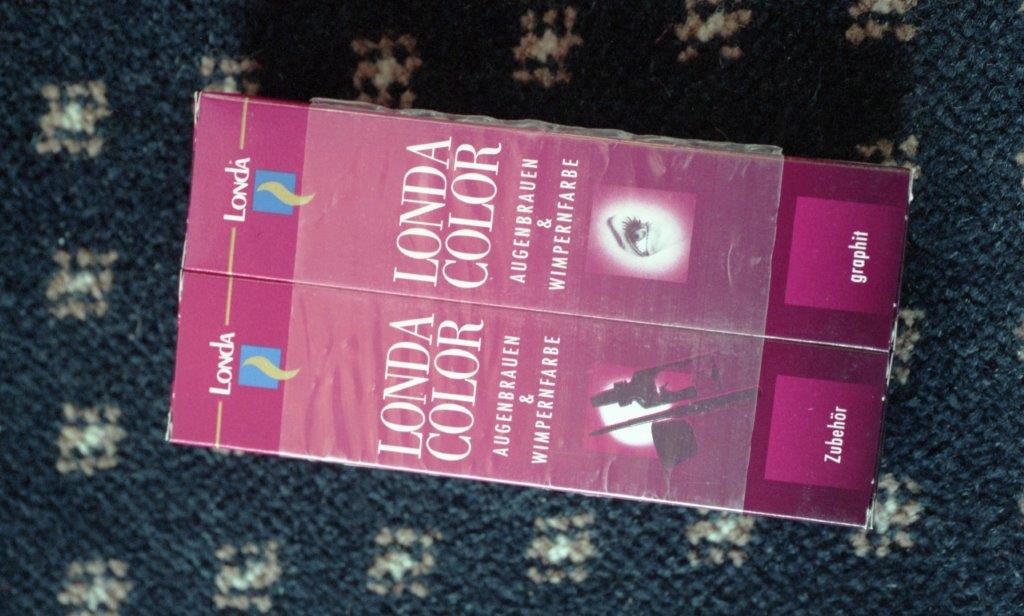 LONDA
LONDA
COLOR
AUGENBRAUEN
&
WIMPERNFARBE
graphit
LONDA
LONDA
COLOR
AUGENBRAUEN
&
WIMPERNFARBE
Zubehör